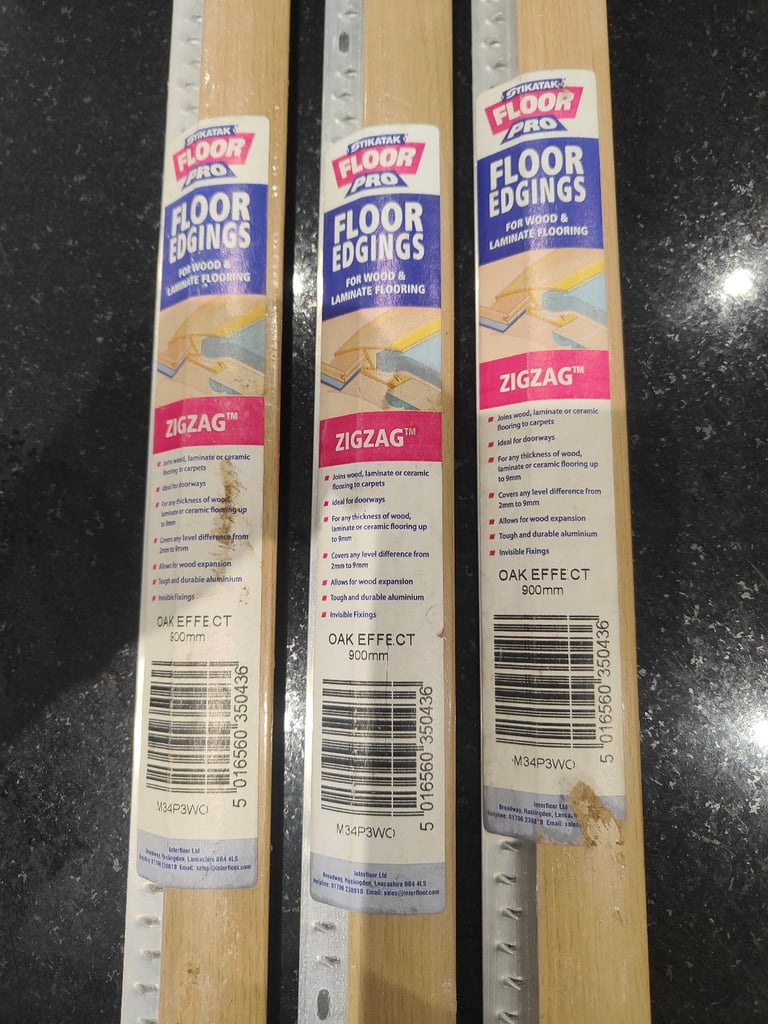 STIKATAK
FLOOR
PRO
FLOOR
EDGINGS
FOR WOOD &
LAMINATE FLOORING
ZIGZAG™
Joins wood, laminate or ceramic
flooring to carpets
Ideal for doorways
For any thickness of wood,
laminate or ceramic flooring up
to 9mm
Covers any level difference from
2mm to 9mm
Allows for wood expansion
Tough and durable aluminium
Invisible Fixings
OAK EFFECT
900mm
5 016560 350436
M34P3WO
Interfloor Ltd
Broadway, Haslingden, Lancashire BB4 4LS
Email: sales@interfloor.com
STIKATAK
FLOOR
PRO
FLOOR
EDGINGS
FOR WOOD &
LAMINATE FLOORING
ZIGZAG™
Joins wood, laminate or ceramic
flooring to carpets
Ideal for doorways
For any thickness of wood,
laminate or ceramic flooring up
to 9mm
Covers any level difference from
2mm to 9mm
Allows for wood expansion
Tough and durable aluminium
Invisible Fixings
OAK EFFECT
900mm
5 016560 350436
M34P3WO
Interfloor Ltd
Broadway, Haslingden, Lancashire BB4 4LS
Helpline: 01706 238810 Email: sales@interfloor.com
STIKATAK
FLOOR
PRO
FLOOR
EDGINGS
FOR WOOD &
LAMINATE FLOORING
ZIGZAG™
Joins wood, laminate or ceramic
flooring to carpets
Ideal for doorways
For any thickness of wood,
laminate or ceramic flooring up
to 9mm
Covers any level difference from
2mm to 9mm
Allows for wood expansion
Tough and durable aluminium
Invisible Fixings
OAK EFFECT
900mm
5 016560 350436
M34P3WO
Interfloor Ltd
Broadway, Haslingden,
Email: